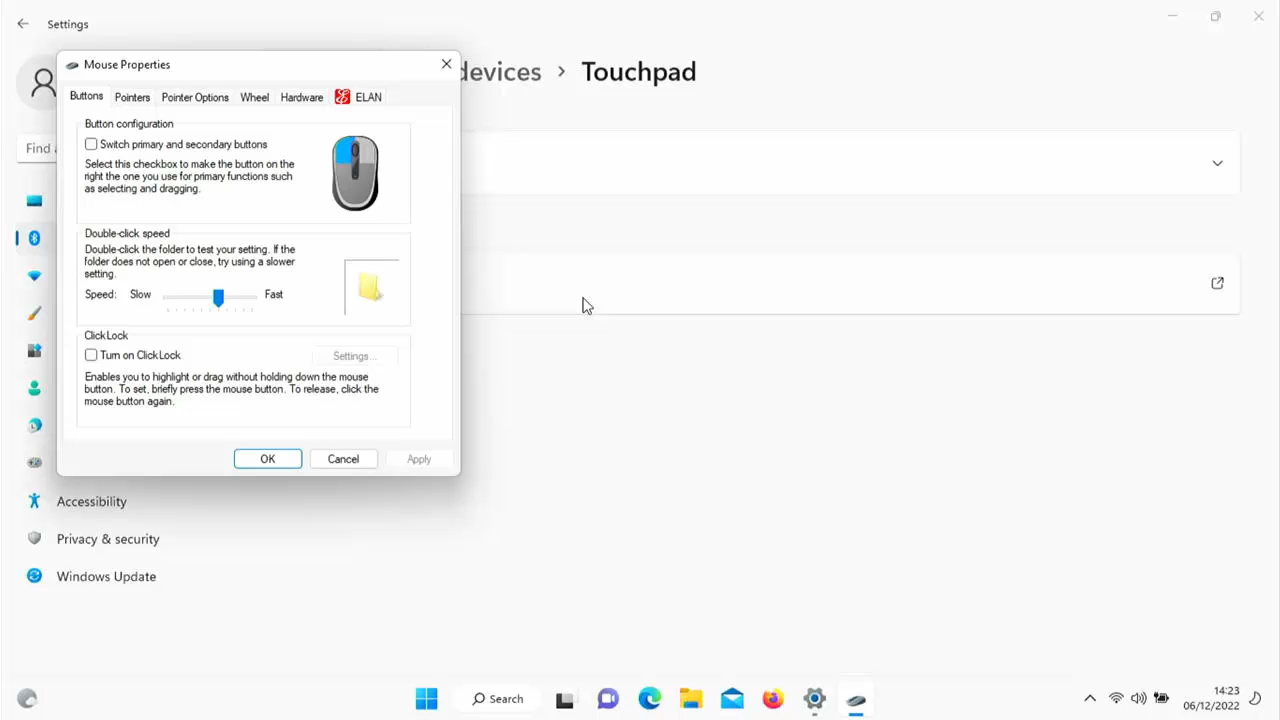 Settings
Mouse Properties
devices > Touchpad
Buttons Pointers Pointer Options Wheel Hardware ELAN
Button configuration
Switch primary and secondary buttons
Select this checkbox to make the button on the
right the one you use for primary functions such
as selecting and dragging.
Find
Double-click speed
Double-click the folder to test your setting. If the
folder does not open or close, try using a slower
setting.
Speed: Slow Fast
ClickLock
Turn on ClickLock
Settings...
Enables you to highlight or drag without holding down the mouse
button. To set, briefly press the mouse button. To release, click the
mouse button again.
OK Cancel Apply
Accessibility
Privacy & security
Windows Update
Search
14:23
06/12/2022